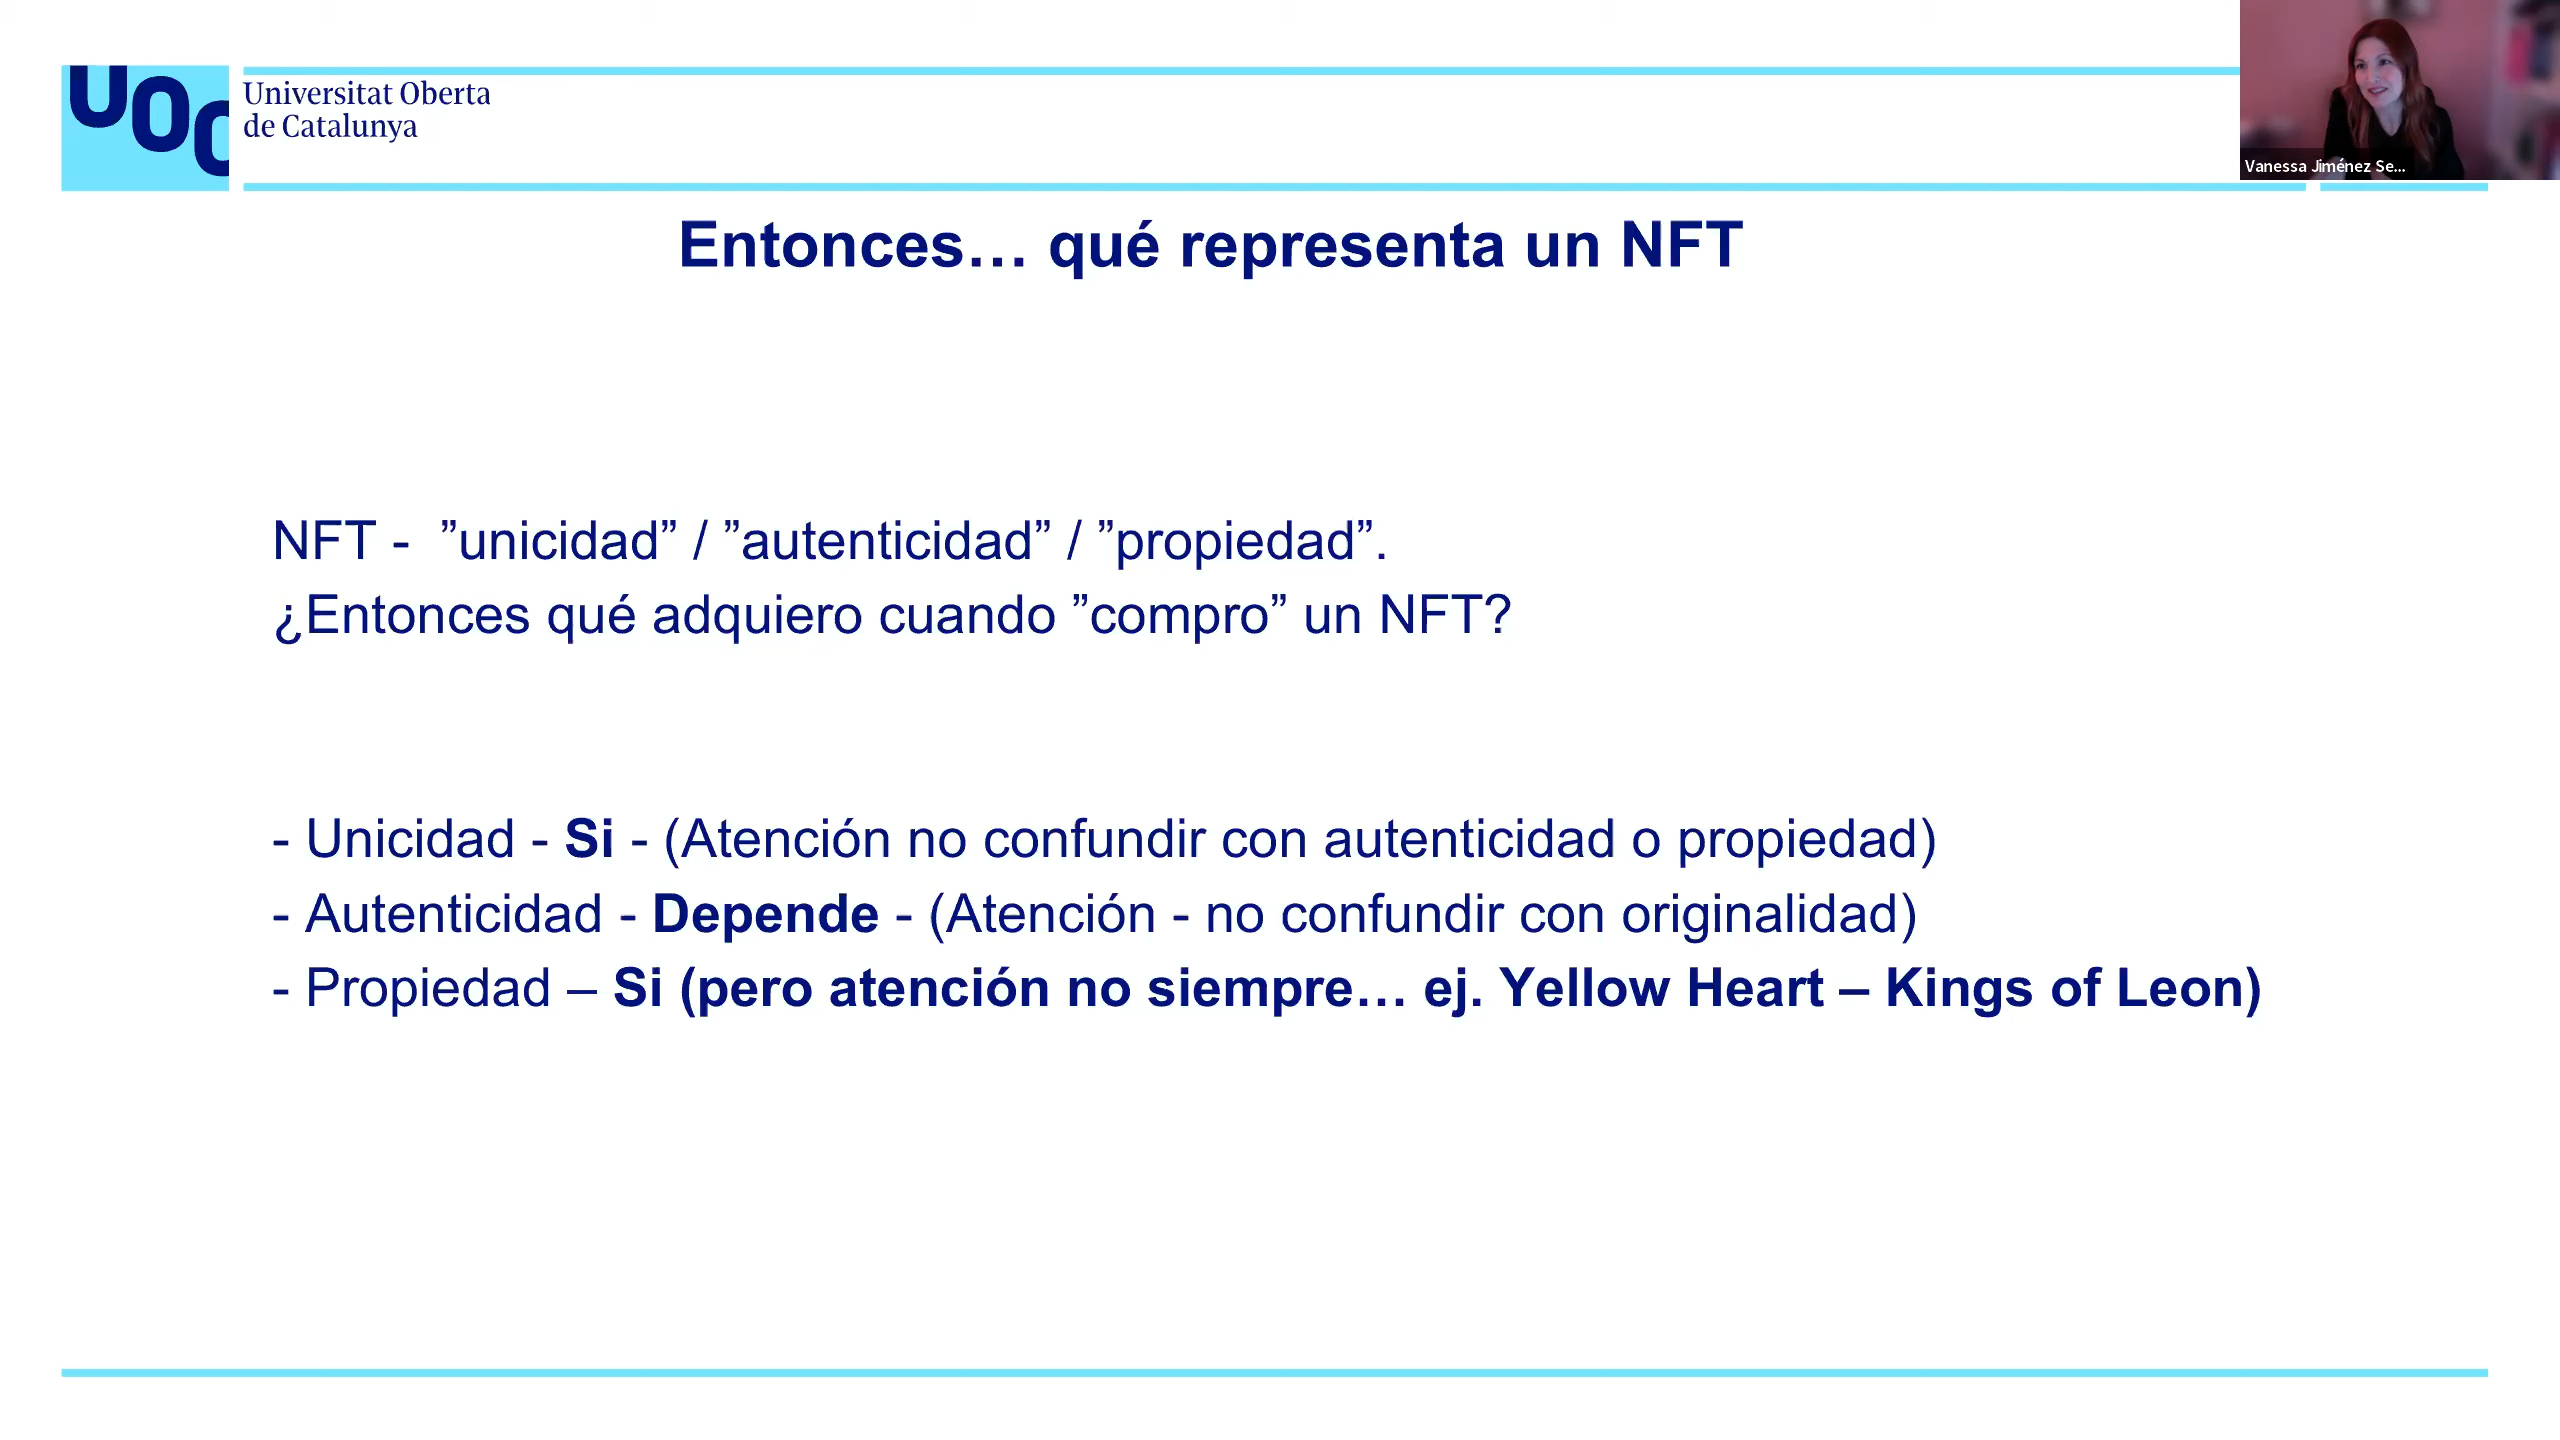 UOC
Universitat Oberta
de Catalunya
Vanessa Jiménez Se...
Entonces… qué representa un NFT
NFT - ”unicidad” / ”autenticidad” / ”propiedad”.
¿Entonces qué adquiero cuando ”compro” un NFT?
- Unicidad - Si - (Atención no confundir con autenticidad o propiedad)
- Autenticidad - Depende - (Atención - no confundir con originalidad)
- Propiedad – Si (pero atención no siempre… ej. Yellow Heart – Kings of Leon)